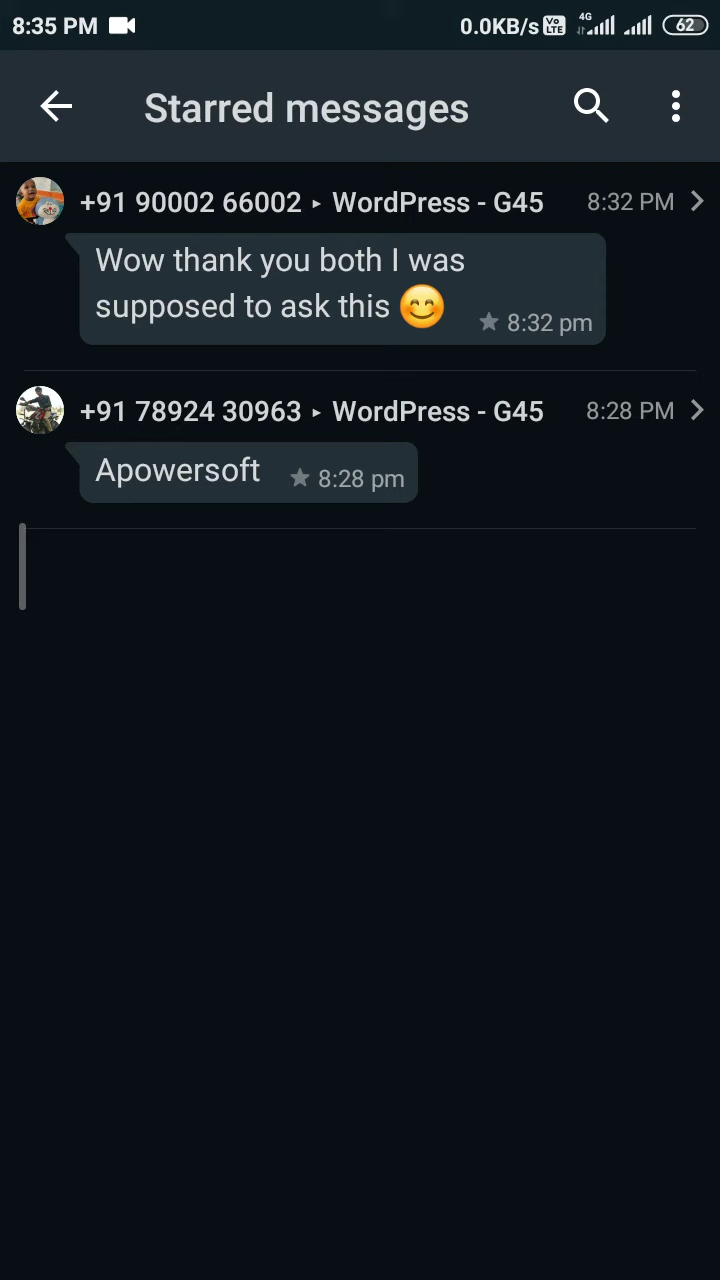 8:35 PM 0.0KB/s Vo LTE 4G 62
Starred messages
+91 90002 66002 ▸ WordPress - G45 8:32 PM
Wow thank you both I was
supposed to ask this 😊 ★ 8:32 pm
+91 78924 30963 ▸ WordPress - G45 8:28 PM
Apowersoft ★ 8:28 pm